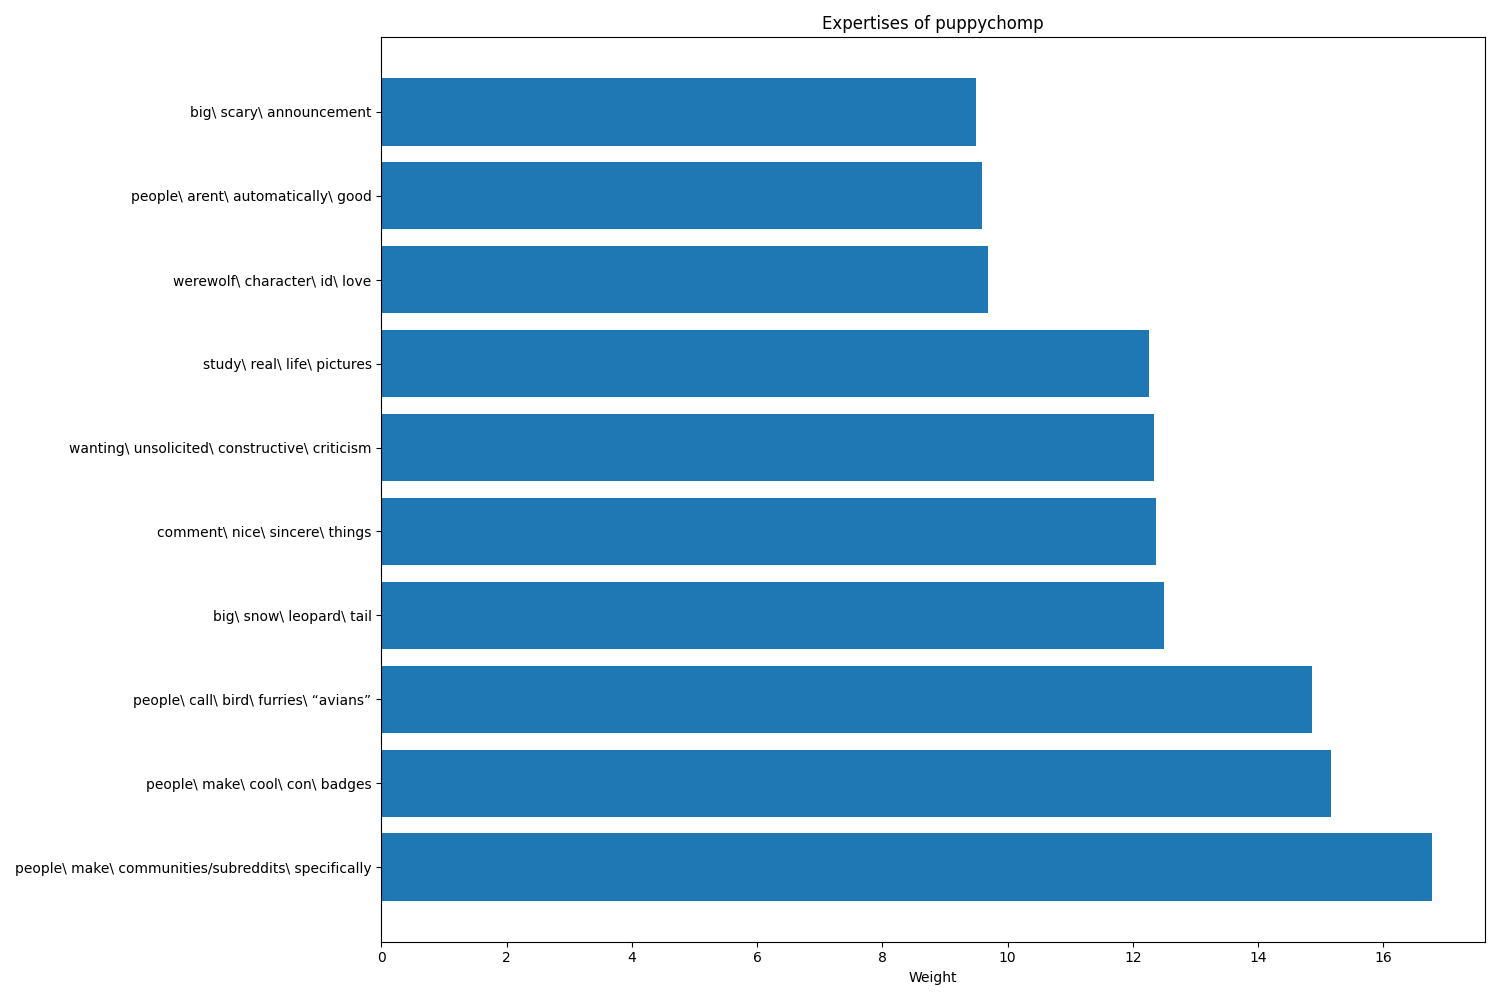 Expertises of puppychomp
big\ scary\ announcement
people\ arent\ automatically\ good
werewolf\ character\ id\ love
study\ real\ life\ pictures
wanting\ unsolicited\ constructive\ criticism
comment\ nice\ sincere\ things
big\ snow\ leopard\ tail
people\ call\ bird\ furries\ “avians”
people\ make\ cool\ con\ badges
people\ make\ communities/subreddits\ specifically
0 2 4 6 8 10 12 14 16
Weight